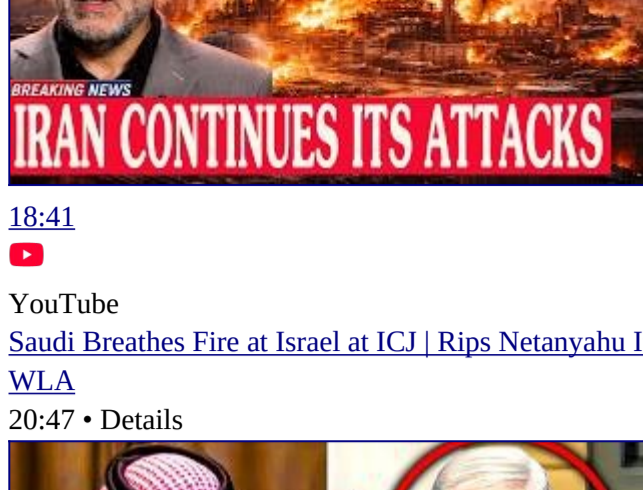 BREAKING NEWS
IRAN CONTINUES ITS ATTACKS
18:41
YouTube
Saudi Breathes Fire at Israel at ICJ | Rips Netanyahu
WLA
20:47 • Details